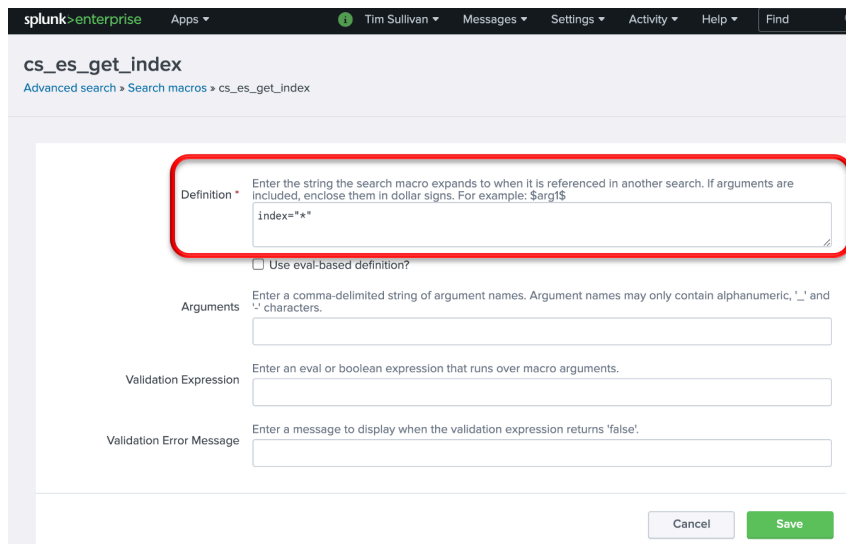 splunk>enterprise Apps ▾ i Tim Sullivan ▾ Messages ▾ Settings ▾ Activity ▾ Help ▾ Find
cs_es_get_index
Advanced search » Search macros » cs_es_get_index
Enter the string the search macro expands to when it is referenced in another search. If arguments are
Definition * included, enclose them in dollar signs. For example: $arg1$
index="*"
Use eval-based definition?
Enter a comma-delimited string of argument names. Argument names may only contain alphanumeric, '_' and
Arguments '-' characters.
Enter an eval or boolean expression that runs over macro arguments.
Validation Expression
Enter a message to display when the validation expression returns 'false'.
Validation Error Message
Cancel Save